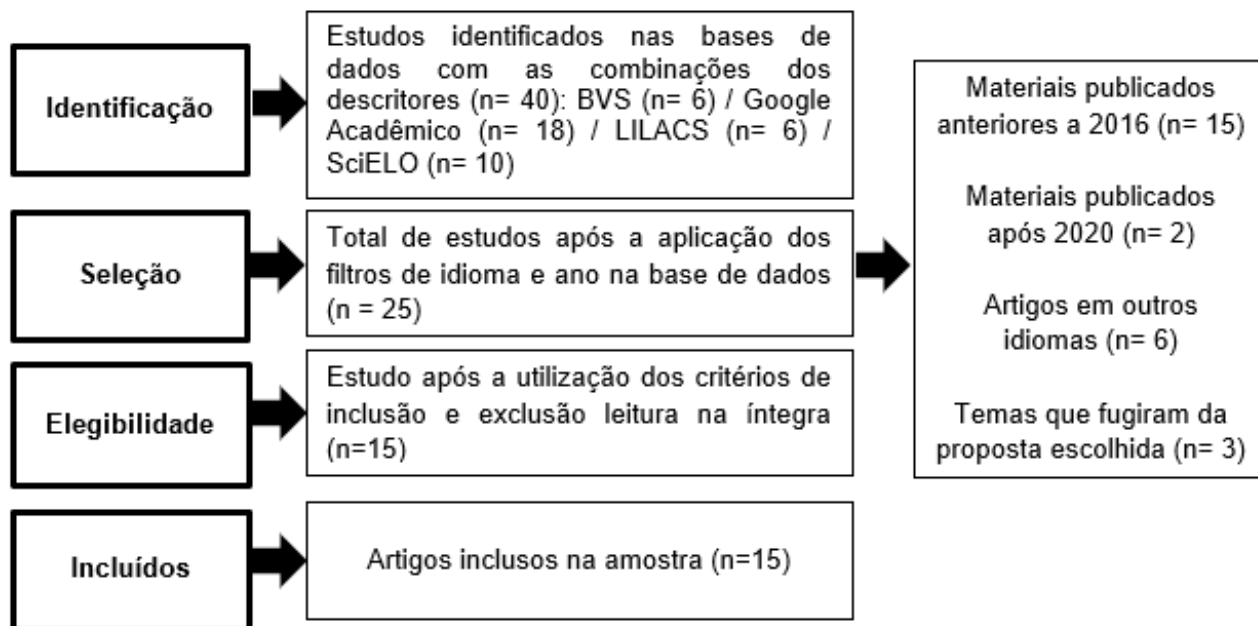 Identificação
Estudos identificados nas bases de
dados com as combinações dos
descritores (n= 40): BVS (n= 6) / Google
Acadêmico (n= 18) / LILACS (n= 6) /
SciELO (n= 10)
Seleção
Total de estudos após a aplicação dos
filtros de idioma e ano na base de dados
(n = 25)
Materiais publicados
anteriores a 2016 (n= 15)
Materiais publicados
após 2020 (n= 2)
Artigos em outros
idiomas (n= 6)
Temas que fugiram da
proposta escolhida (n= 3)
Elegibilidade
Estudo após a utilização dos critérios de
inclusão e exclusão leitura na íntegra
(n=15)
Incluídos
Artigos inclusos na amostra (n=15)